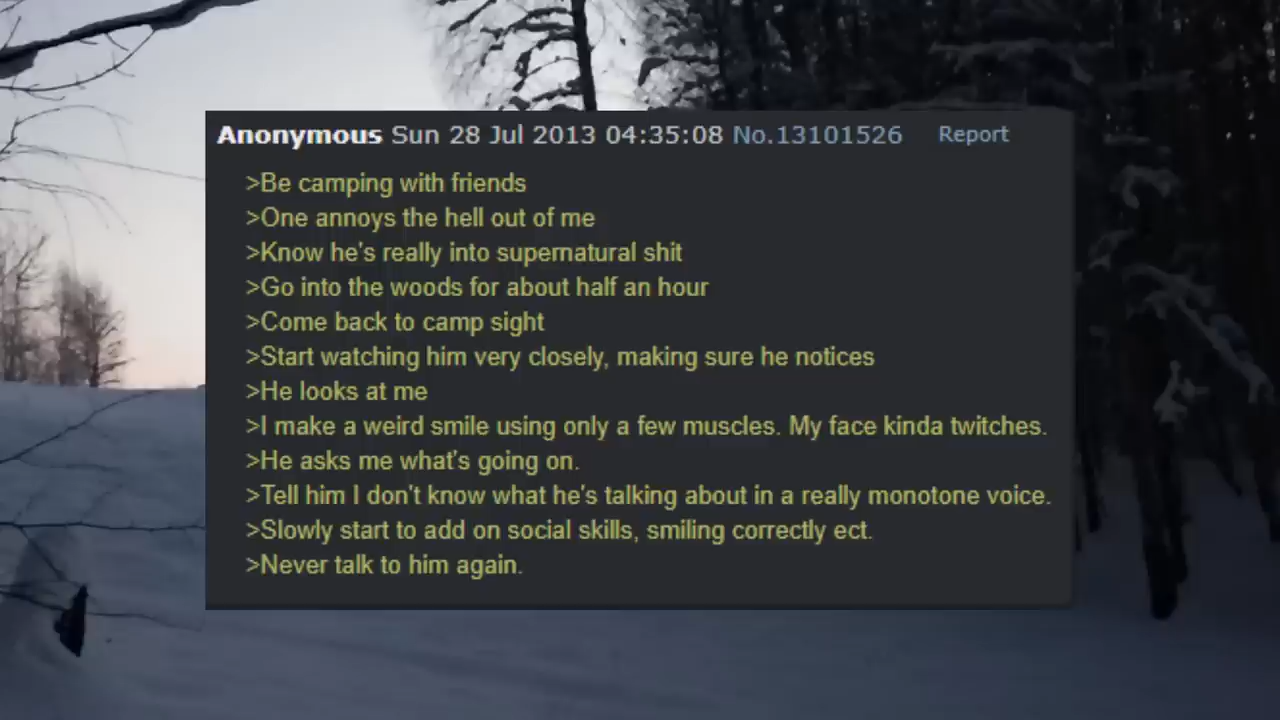 Anonymous Sun 28 Jul 2013 04:35:08 No.13101526 Report
>Be camping with friends
>One annoys the hell out of me
>Know he's really into supernatural shit
>Go into the woods for about half an hour
>Come back to camp sight
>Start watching him very closely, making sure he notices
>He looks at me
>I make a weird smile using only a few muscles. My face kinda twitches.
>He asks me what's going on.
>Tell him I don't know what he's talking about in a really monotone voice.
>Slowly start to add on social skills, smiling correctly ect.
>Never talk to him again.